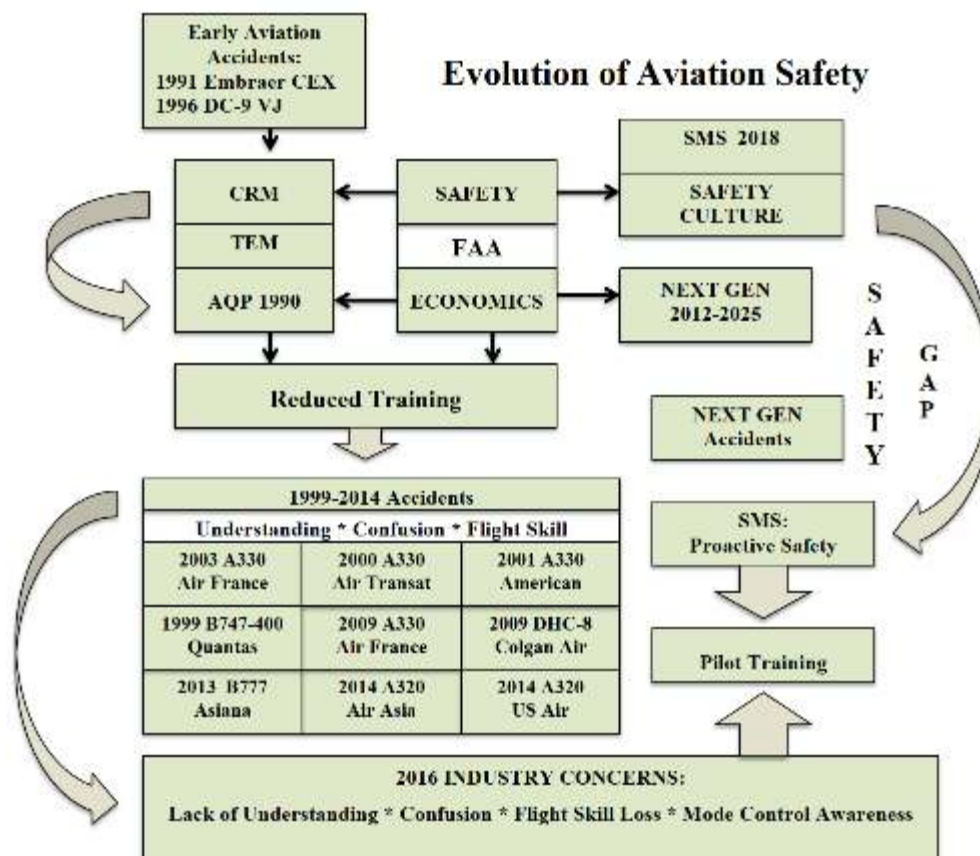 Early Aviation
Accidents:
1991 Embraer CEX
1996 DC-9 VJ
Evolution of Aviation Safety
CRM
TEM
AQP 1990
SAFETY
FAA
ECONOMICS
SMS 2018
SAFETY
CULTURE
NEXT GEN
2012-2025
SAFETY
GAP
Reduced Training
NEXT GEN
Accidents
1999-2014 Accidents
Understanding * Confusion * Flight Skill
2003 A330
Air France
2000 A330
Air Transat
2001 A330
American
1999 B747-400
Quantas
2009 A330
Air France
2009 DHC-8
Colgan Air
2013 B777
Asiana
2014 A320
Air Asia
2014 A320
US Air
SMS:
Proactive Safety
Pilot Training
2016 INDUSTRY CONCERNS:
Lack of Understanding * Confusion * Flight Skill Loss * Mode Control Awareness